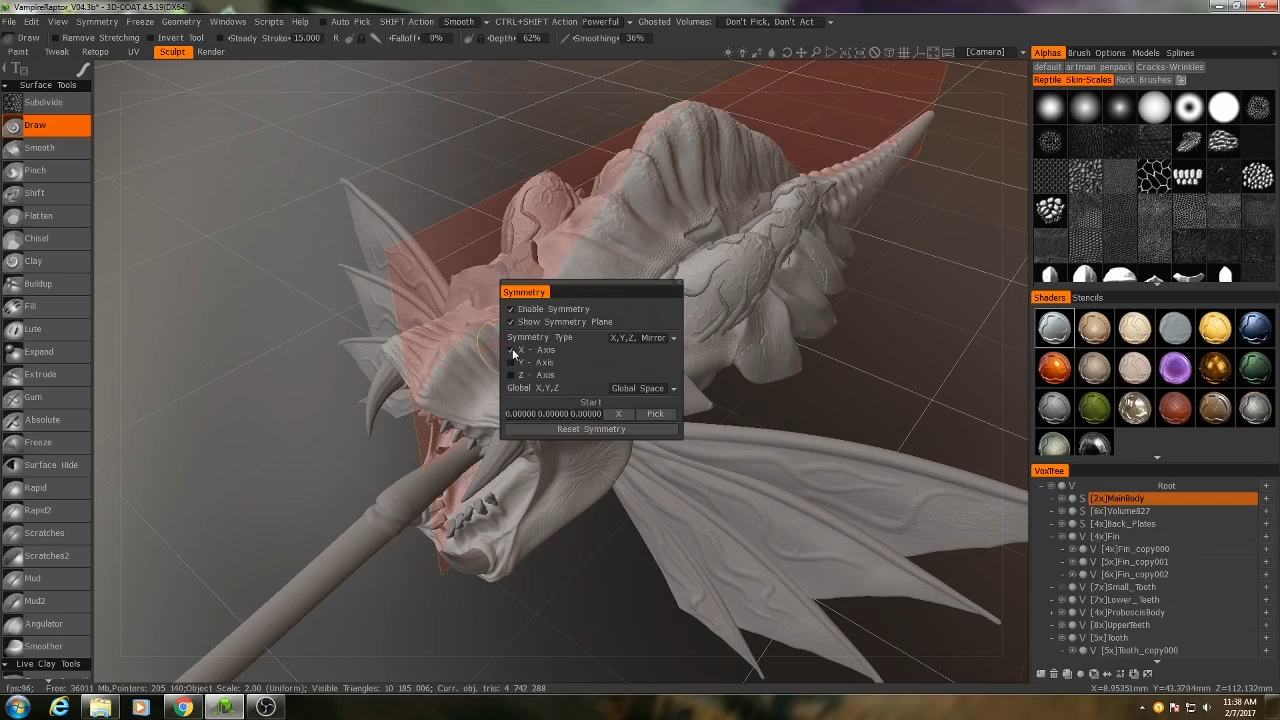 VampireRaptor_V04.3b* - 3D-COAT 4.5.19(DX64)
File Edit Camera Symmetry Freeze Geometry Windows Scripts Help Auto Pick SHIFT Action Smooth CTRL+SHIFT Action Powerful Ghosted Volumes: Don't Pick, Don't Act
Draw Remove Stretching Invert Tool Steady Stroke 15.000 R Falloff 0% Depth 62% Smoothing 36%
Paint Tweak Retopo UV Sculpt Render [Camera]
Alphas Brush Options Models Splines
default artman penpack Cracks-Wrinkles
Reptile Skin-Scales Rock Brushes
Surface Tools
Subdivide
Draw
Smooth
Pinch
Shift
Flatten
Chisel
Clay
Buildup
Fill
Lute
Expand
Extrude
Gum
Absolute
Freeze
Surface Hide
Rapid
Rapid2
Scratches
Scratches2
Mud
Mud2
Angulator
Smoother
Live Clay Tools
Symmetry
Enable Symmetry
Show Symmetry Plane
Symmetry Type X,Y,Z, Mirror
X - Axis
Y - Axis
Z - Axis
Global X,Y,Z Global Space
Start
0.00000 0.00000 0.00000 X Pick
Reset Symmetry
Shaders Stencils
VoxTree
V Root +
S [2x]MainBody +
S [6x]Volume827 +
S [4x]Back_Plates +
V [4x]Fin +
V [4x]Fin_copy000 +
V [5x]Fin_copy001 +
V [6x]Fin_copy002 +
V [7x]Small_Tooth +
V [7x]Lower_Teeth +
V [4x]ProboscisBody +
V [8x]UpperTeeth +
V [5x]Tooth +
V [5x]Tooth_copy000 +
fps:96; Free: 36011 Mb,Pointers: 205 140;Object Scale: 2.00 (Uniform); Visible Triangles: 10 185 006; Curr. obj. tris: 4 742 288
X=8.95351m Y=43.3704m Z=112.132m
11:38 AM
2/7/2017